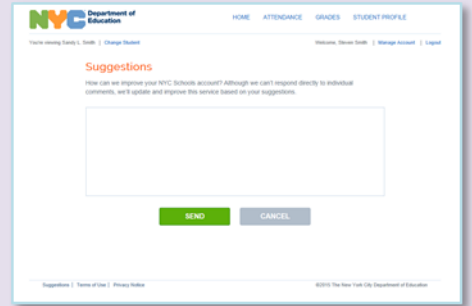 NYC Department of
Education
HOME ATTENDANCE GRADES STUDENT PROFILE
You're viewing Sandy L. Smith | Change Student
Welcome, Steven Smith | Manage Account | Logout
Suggestions
How can we improve your NYC Schools account? Although we can't respond directly to individual
comments, we'll update and improve this service based on your suggestions.
SEND CANCEL
Suggestions | Terms of Use | Privacy Notice
©2015 The New York City Department of Education